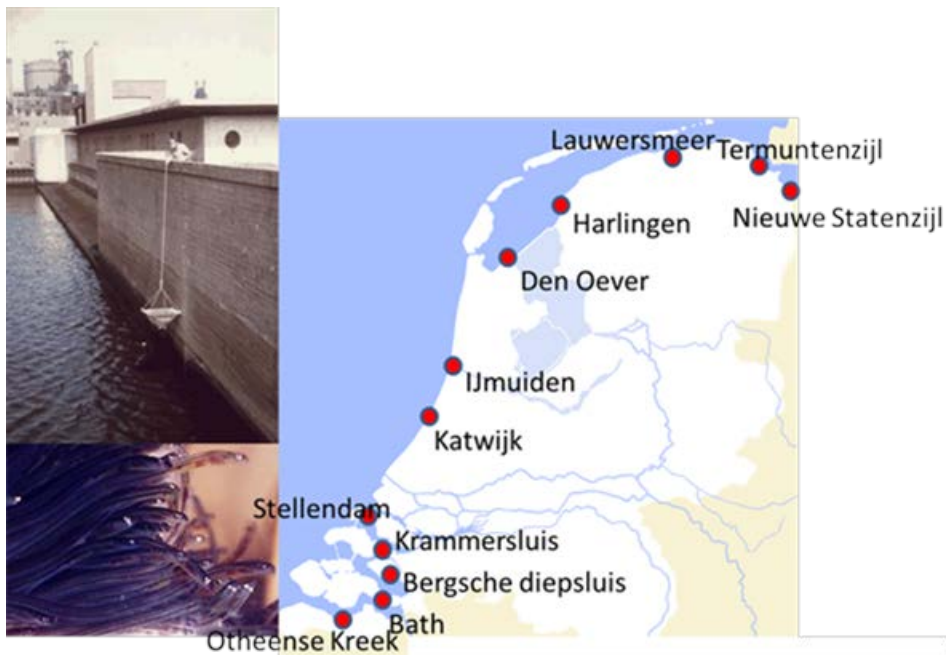 Lauwersmeer
Termuntenzijl
Nieuwe Statenzijl
Harlingen
Den Oever
IJmuiden
Katwijk
Stellendam
Krammersluis
Bergsche diepsluis
Bath
Otheense Kreek